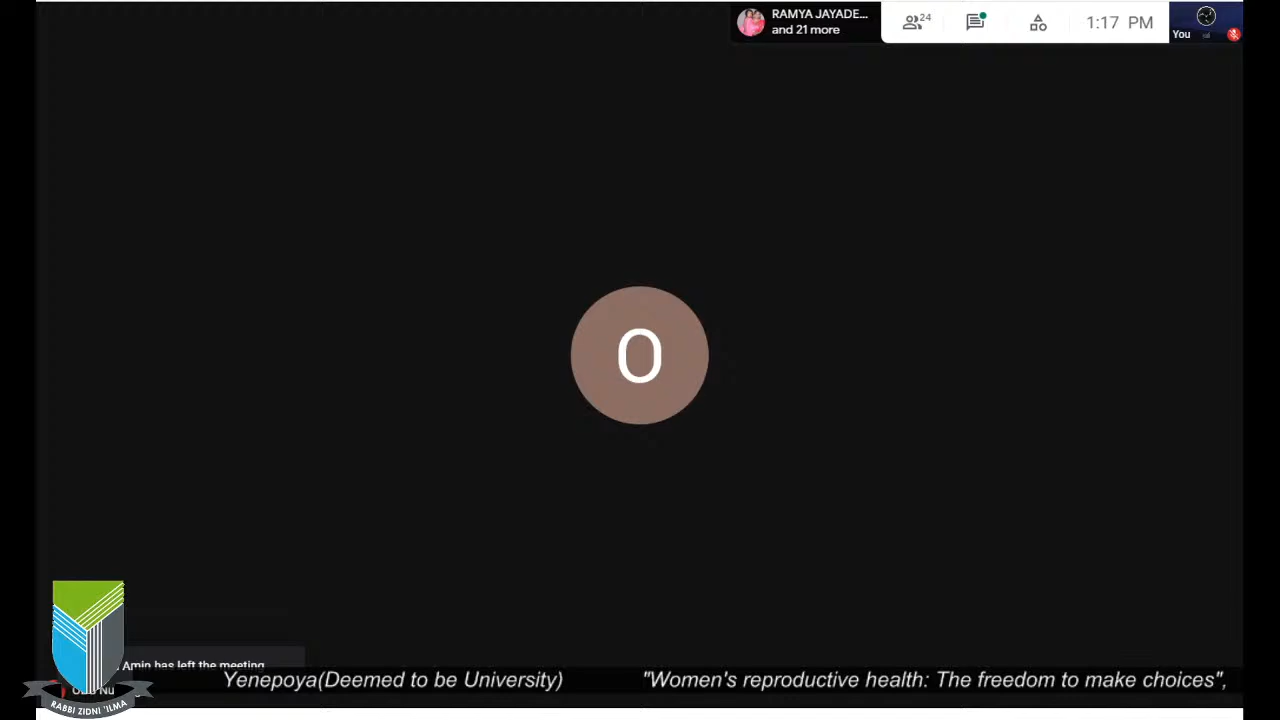 RAMYA JAYADE...
and 21 more
24
1:17 PM
You
O
Amin has left the meeting
Nu
Yenepoya(Deemed to be University) "Women's reproductive health: The freedom to make choices",
RABBI ZIDNI 'ILMA